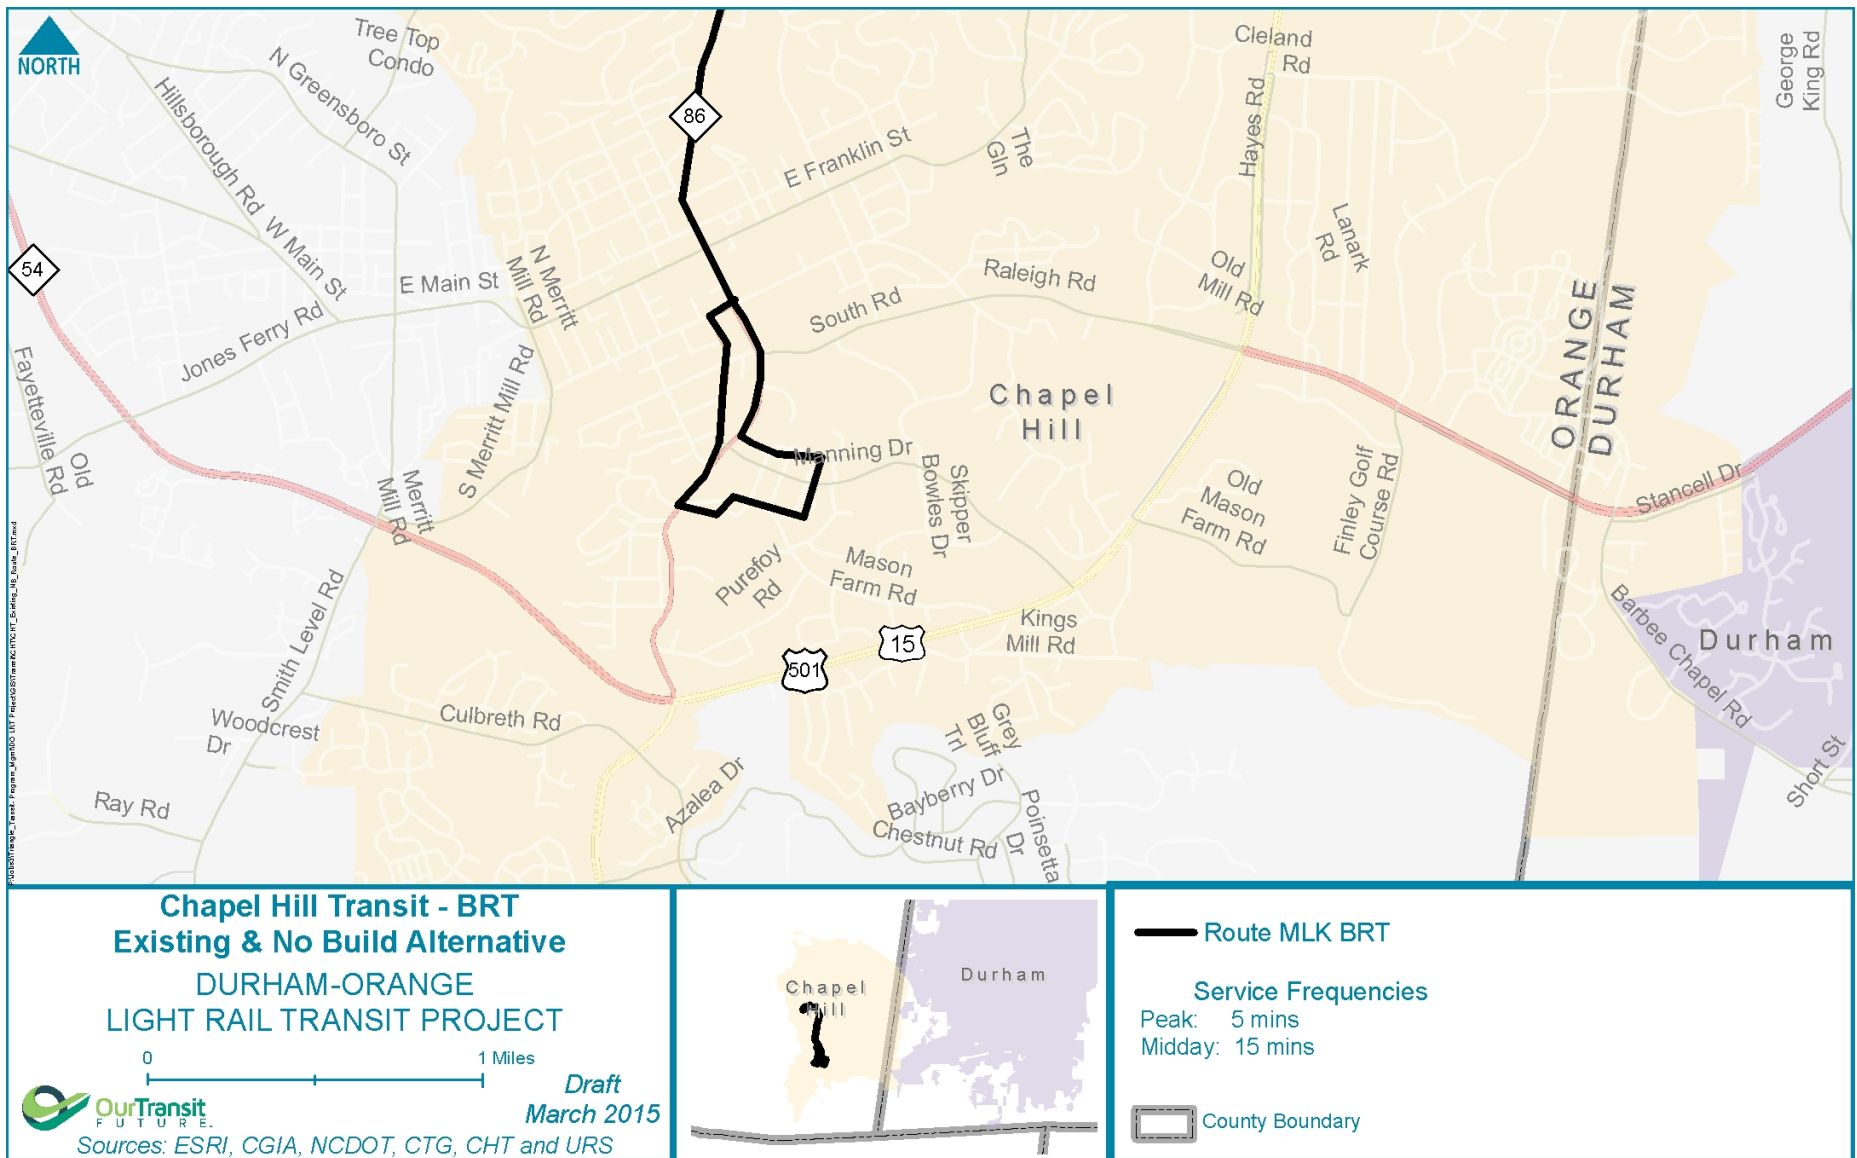 NORTH
Tree Top
Condo
N Greensboro St
Hillsborough Rd
W Main St
86
54
E Franklin St
The
Gln
Cleland
Rd
Hayes Rd
George
King Rd
Lanark
Rd
Old
Mill Rd
Raleigh Rd
South Rd
E Main St
N Merritt
Mill Rd
Jones Ferry Rd
Fayetteville Rd
Old
S Merritt Mill Rd
Merritt
Mill Rd
Chapel
Hill
Manning Dr
Skipper
Bowles Dr
Old
Mason
Farm Rd
Finley Golf
Course Rd
ORANGE
DURHAM
Stancell Dr
Purefoy
Rd
Mason
Farm Rd
Kings
Mill Rd
15
501
Barbee Chapel Rd
Durham
Short St
Smith Level Rd
Woodcrest
Dr
Culbreth Rd
Ray Rd
Azalea Dr
Grey
Bluff
Trl
Bayberry Dr
Chestnut Rd
Poinsetta
Dr
Chapel Hill Transit - BRT
Existing & No Build Alternative
DURHAM-ORANGE
LIGHT RAIL TRANSIT PROJECT
0 1 Miles
Draft
March 2015
OurTransit
FUTURE.
Sources: ESRI, CGIA, NCDOT, CTG, CHT and URS
Chapel
Hill
Durham
Route MLK BRT
Service Frequencies
Peak: 5 mins
Midday: 15 mins
County Boundary